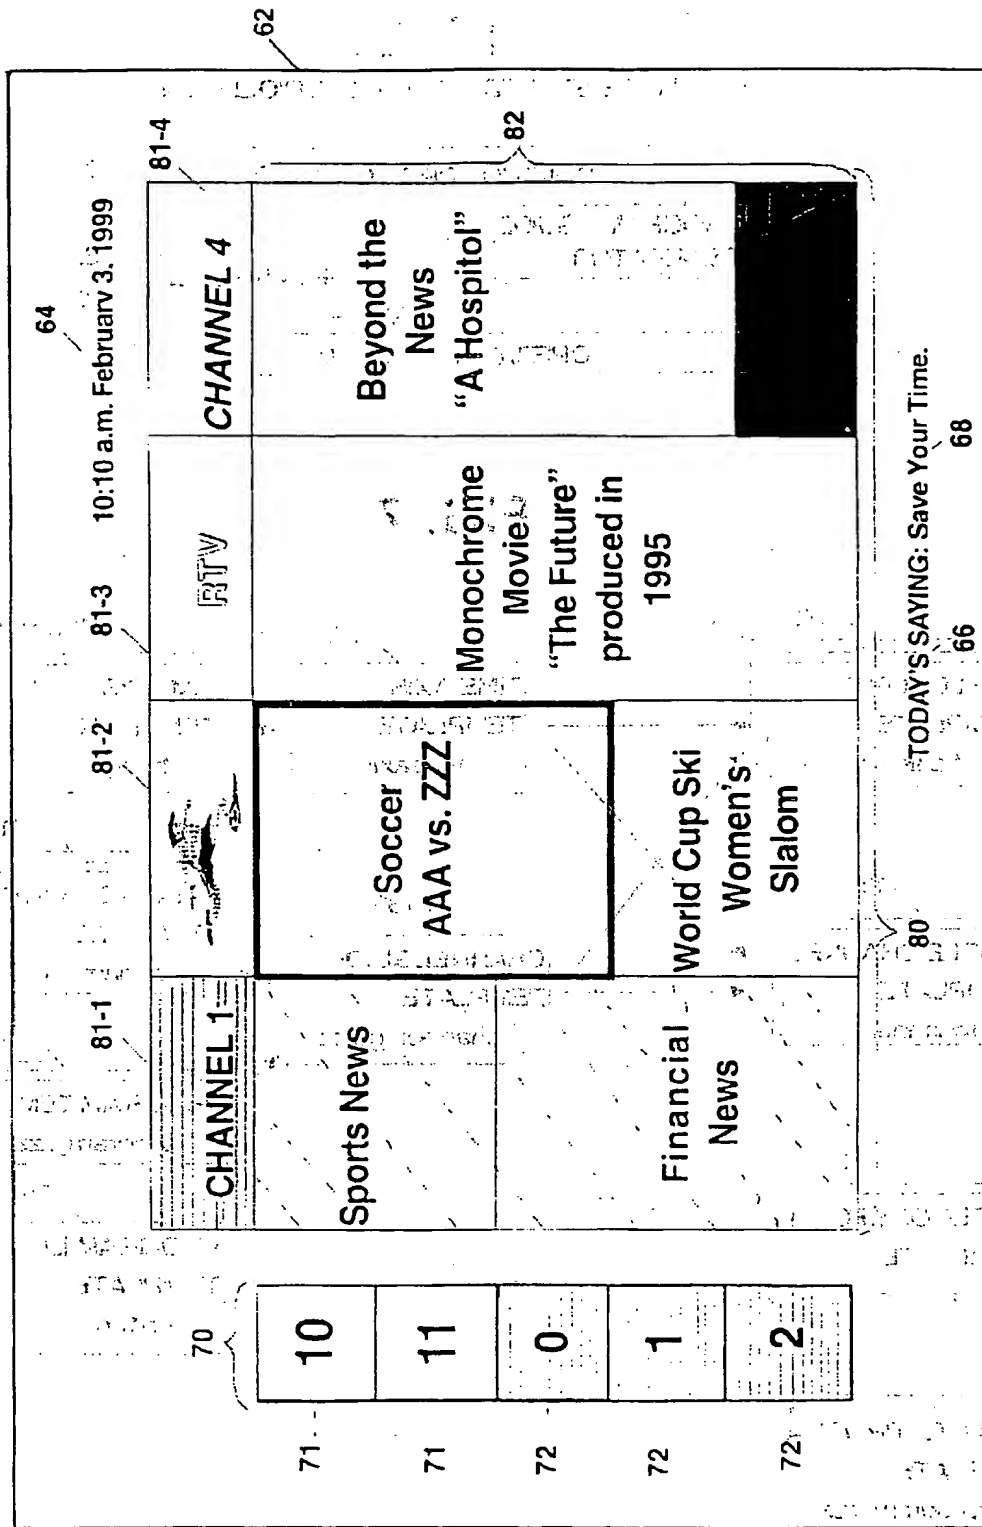 62
64
10:10 a.m. February 3. 1999
81-1
81-2
81-3
81-4
CHANNEL 1
RTV
CHANNEL 4
70
71
10
71
11
72
0
72
1
72
2
Sports News
Financial
News
Soccer
AAA vs. ZZZ
World Cup Ski
Women's
Slalom
Monochrome
Movie
“The Future”
produced in
1995
Beyond the
News
“A Hospitol”
82
80
TODAY'S SAYING: Save Your Time.
66
68